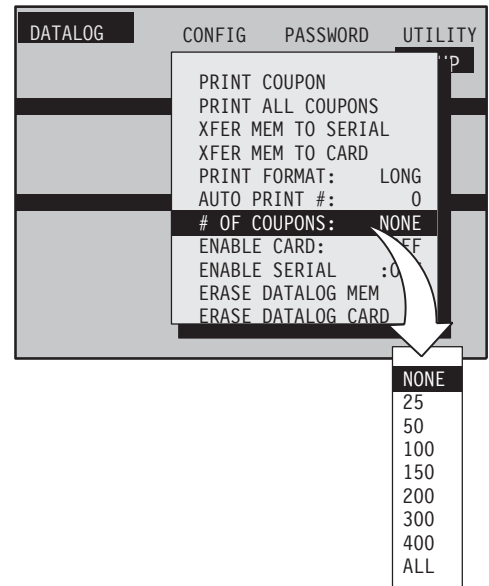 DATALOG CONFIG PASSWORD UTILITY
PRINT COUPON
PRINT ALL COUPONS
XFER MEM TO SERIAL
XFER MEM TO CARD
PRINT FORMAT: LONG
AUTO PRINT #: 0
# OF COUPONS: NONE
ENABLE CARD:
ENABLE SERIAL
ERASE DATALOG MEM
ERASE DATALOG CARD
NONE
25
50
100
150
200
300
400
ALL